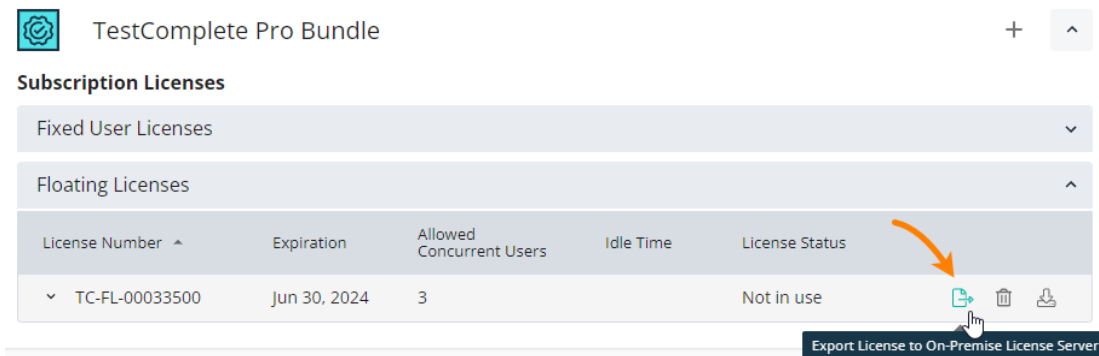 TestComplete Pro Bundle
Subscription Licenses
Fixed User Licenses
Floating Licenses
License Number Expiration Allowed Concurrent Users Idle Time License Status
TC-FL-00033500 Jun 30, 2024 3 Not in use
Export License to On-Premise License Server